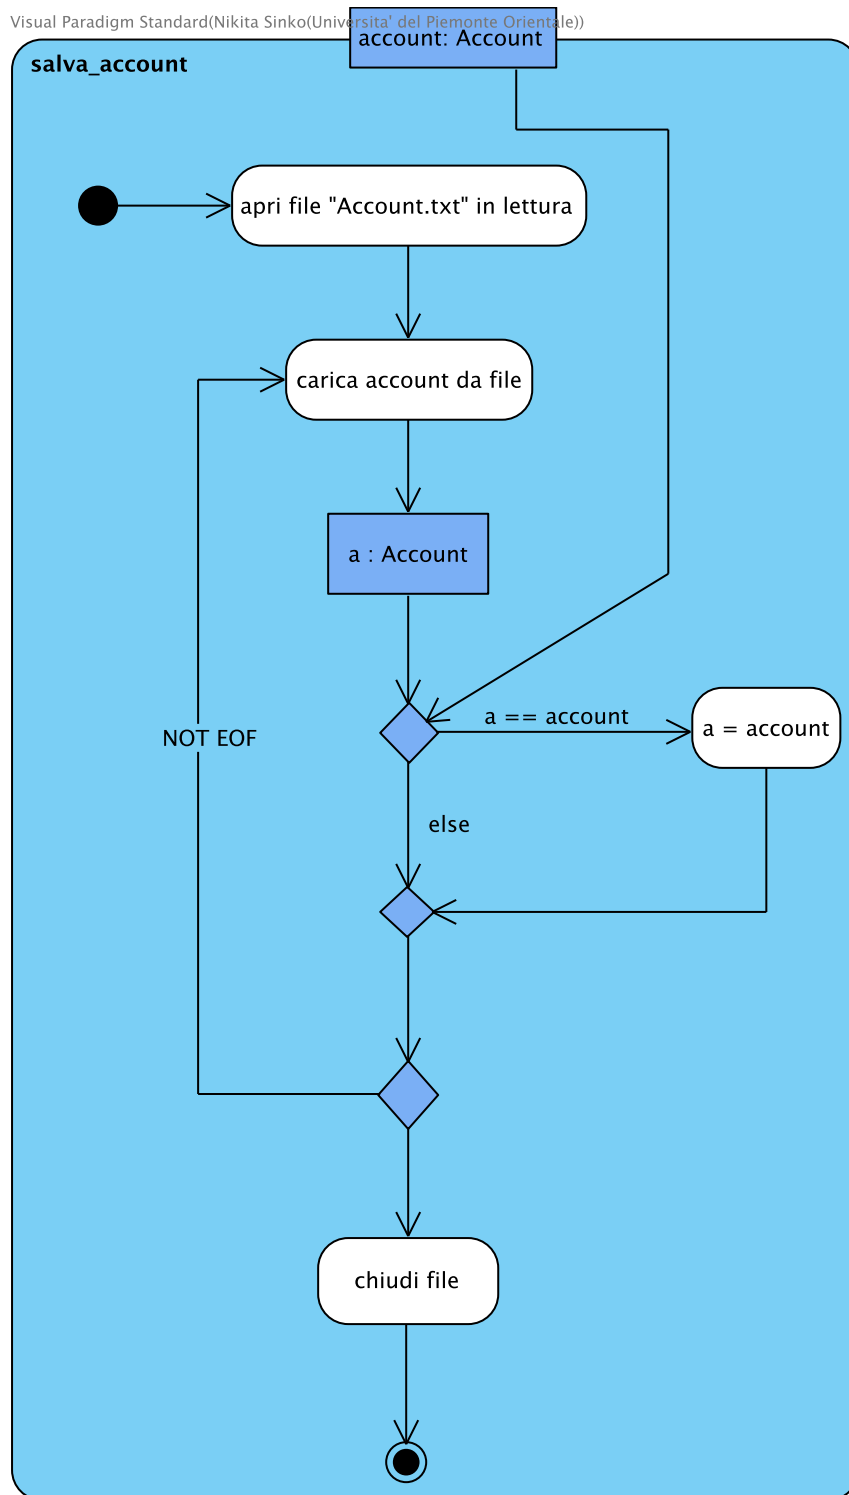 Visual Paradigm Standard(Nikita Sinko(Universita' del Piemonte Orientale))
account: Account
salva_account
apri file "Account.txt" in lettura
carica account da file
a : Account
a == account
a = account
NOT EOF
else
chiudi file